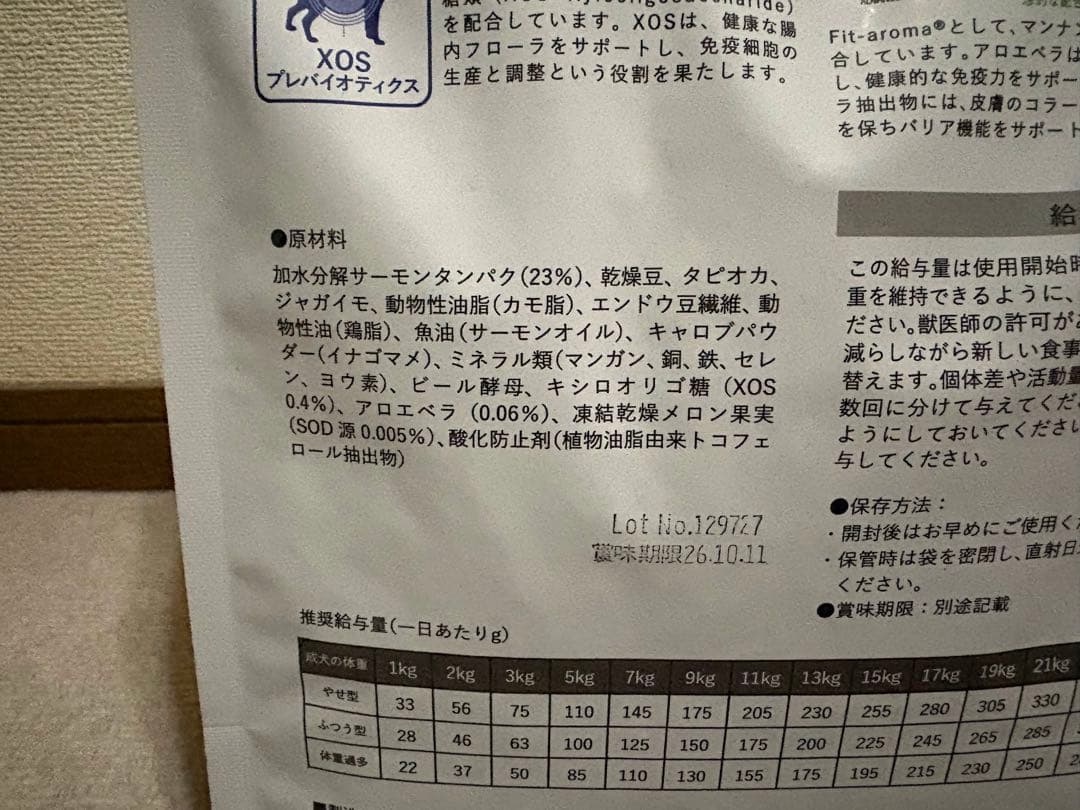 XOS
プレバイオティクス
を配合しています。XOSは、健康な腸
内フローラをサポートし、免疫細胞の
生産と調整という役割を果たします。
Fit-aroma®として、マンナ
合しています。アロエベラは
し、健康的な免疫力をサポー
ラ抽出物には、皮膚のコラー
を保ちバリア機能をサポート
●原材料
加水分解サーモンタンパク(23%)、乾燥豆、タピオカ、
ジャガイモ、動物性油脂(カモ脂)、エンドウ豆繊維、動
物性油(鶏脂)、魚油(サーモンオイル)、キャロブパウ
ダー(イナゴマメ)、ミネラル類(マンガン、銅、鉄、セレ
ン、ヨウ素)、ビール酵母、キシロオリゴ糖(XOS
0.4%)、アロエベラ(0.06%)、凍結乾燥メロン果実
(SOD源0.005%)、酸化防止剤(植物油脂由来トコフェ
ロール抽出物)
Lot No.129727
賞味期限26.10.11
給
この給与量は使用開始時
重を維持できるように、
ださい。獣医師の許可が
減らしながら新しい食事
替えます。個体差や活動量
数回に分けて与えてくだ
ようにしておいてください
与してください。
●保存方法：
・開封後はお早めにご使用くだ
・保管時は袋を密閉し、直射日
ください。
●賞味期限：別途記載
推奨給与量(一日あたりg)
成犬の体重 1kg 2kg 3kg 5kg 7kg 9kg 11kg 13kg 15kg 17kg 19kg 21kg
やせ型 33 56 75 110 145 175 205 230 255 280 305 330
ふつう型 28 46 63 100 125 150 175 200 225 245 265 285
体重過多 22 37 50 85 110 130 155 175 195 215 230 250